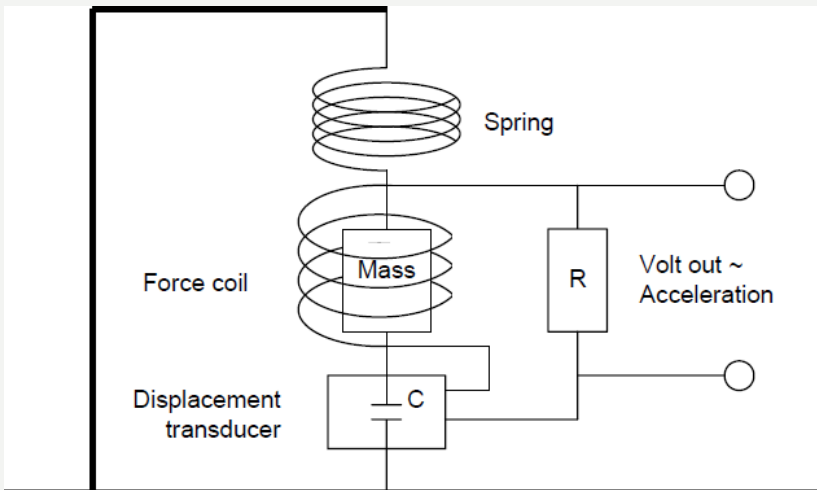 Spring
Mass
Force coil
R
Volt out ~
Acceleration
C
Displacement
transducer